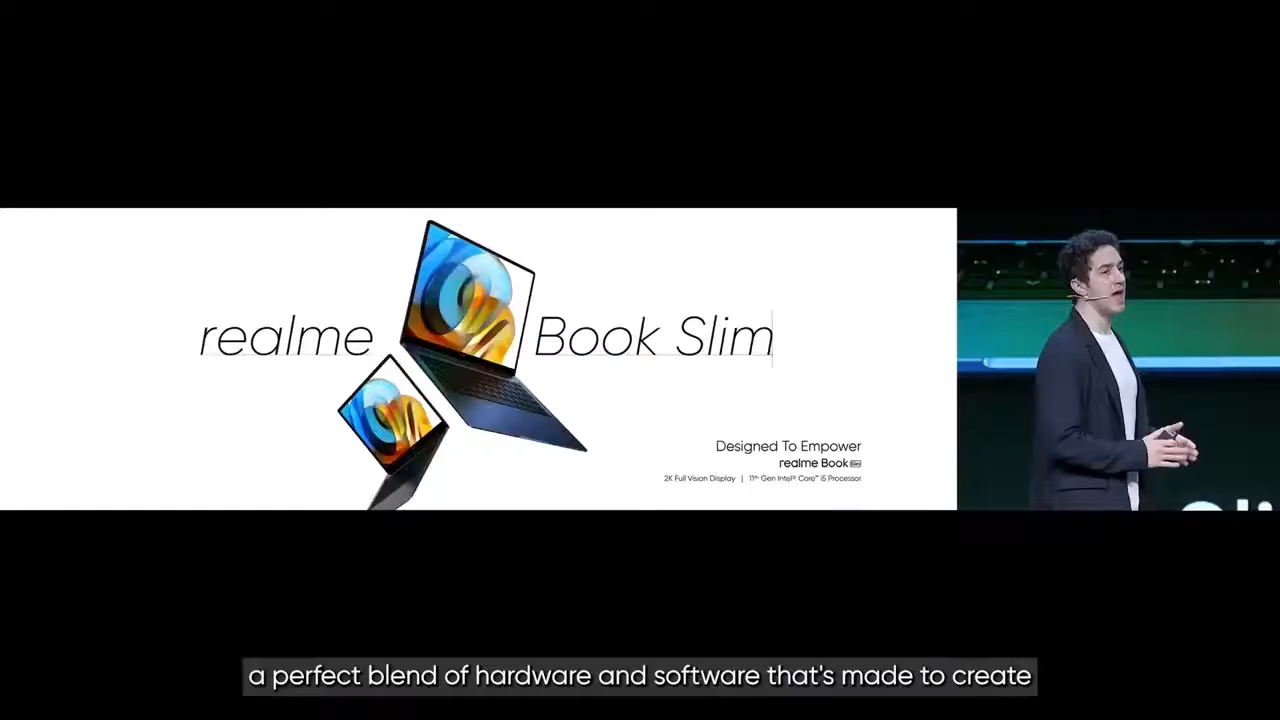 realme Book Slim
Designed To Empower
realme Book Slim
2K Full Vision Display | 11th Gen Intel® Core™ i5 Processor
a perfect blend of hardware and software that's made to create